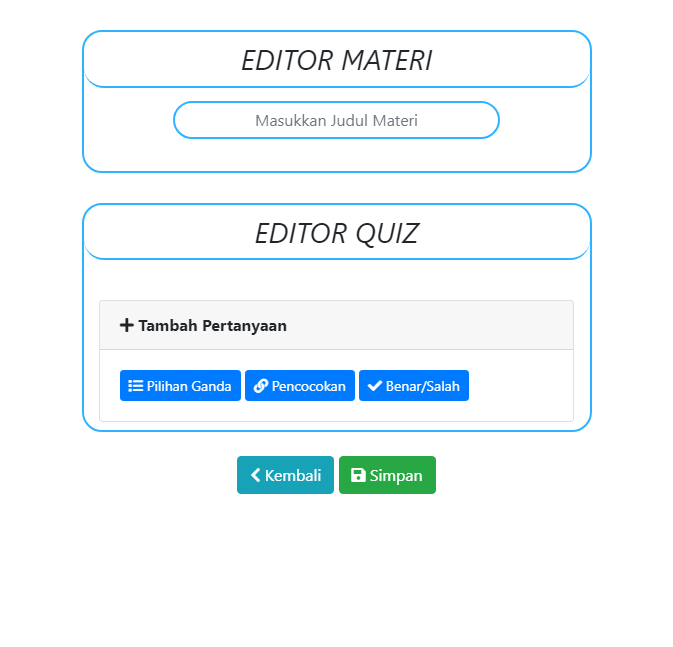 EDITOR MATERI
Masukkan Judul Materi
EDITOR QUIZ
Tambah Pertanyaan
Pilihan Ganda Pencocokan Benar/Salah
Kembali Simpan